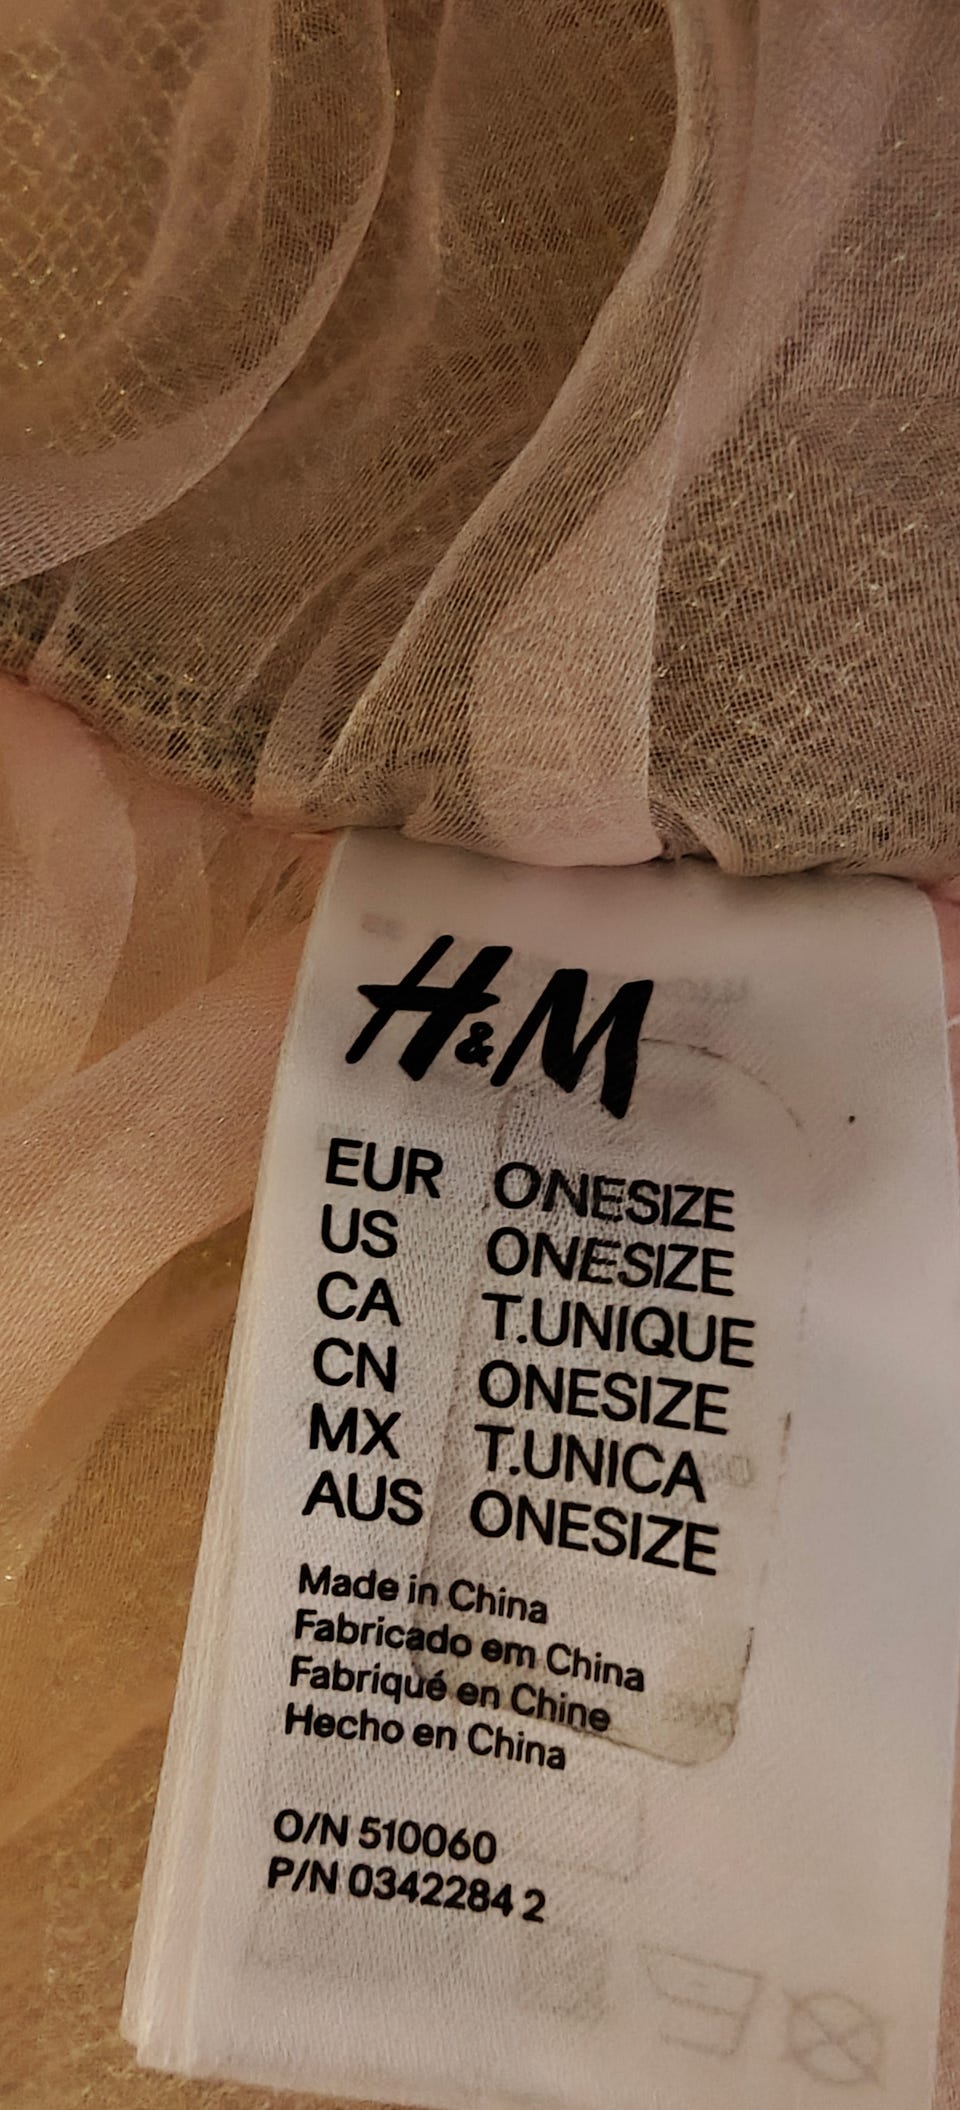 H&M
EUR ONESIZE
US ONESIZE
CA T.UNIQUE
CN ONESIZE
MX T.UNICA
AUS ONESIZE
Made in China
Fabricado em China
Fabriqué en Chine
Hecho en China
O/N 510060
P/N 0342284 2